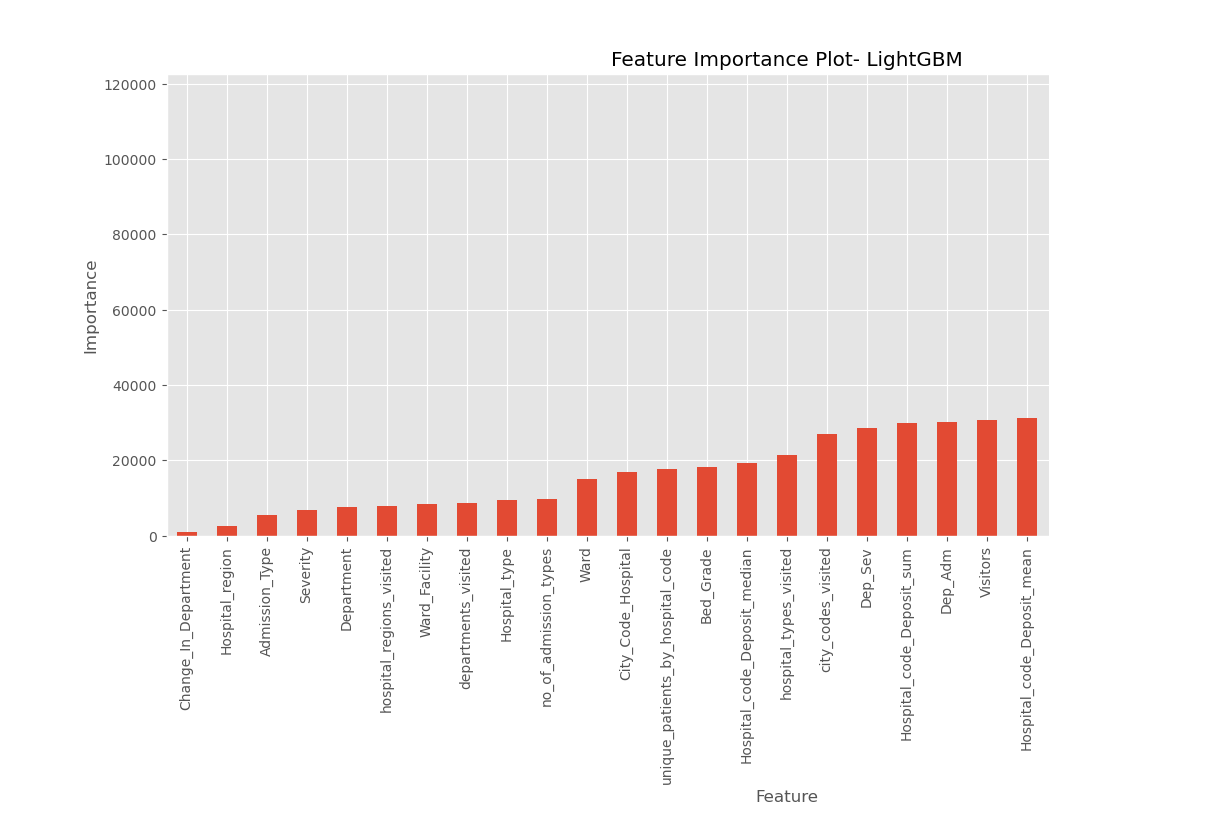 Feature Importance Plot- LightGBM
120000
100000
80000
60000
40000
20000
0
Importance
Change_In_Department
Hospital_region
Admission_Type
Severity
Department
hospital_regions_visited
Ward_Facility
departments_visited
Hospital_type
no_of_admission_types
Ward
City_Code_Hospital
unique_patients_by_hospital_code
Bed_Grade
Hospital_code_Deposit_median
hospital_types_visited
city_codes_visited
Dep_Sev
Hospital_code_Deposit_sum
Dep_Adm
Visitors
Hospital_code_Deposit_mean
Feature